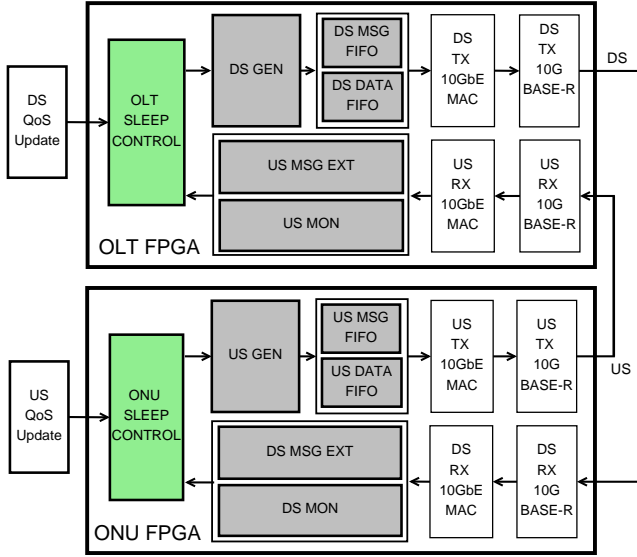 DS
QoS
Update
OLT
SLEEP
CONTROL
DS GEN
DS MSG
FIFO
DS DATA
FIFO
DS
TX
10GbE
MAC
DS
TX
10G
BASE-R
DS
US MSG EXT
US MON
US
RX
10GbE
MAC
US
RX
10G
BASE-R
OLT FPGA
US
QoS
Update
ONU
SLEEP
CONTROL
US GEN
US MSG
FIFO
US DATA
FIFO
US
TX
10GbE
MAC
US
TX
10G
BASE-R
US
DS MSG EXT
DS MON
DS
RX
10GbE
MAC
DS
RX
10G
BASE-R
ONU FPGA